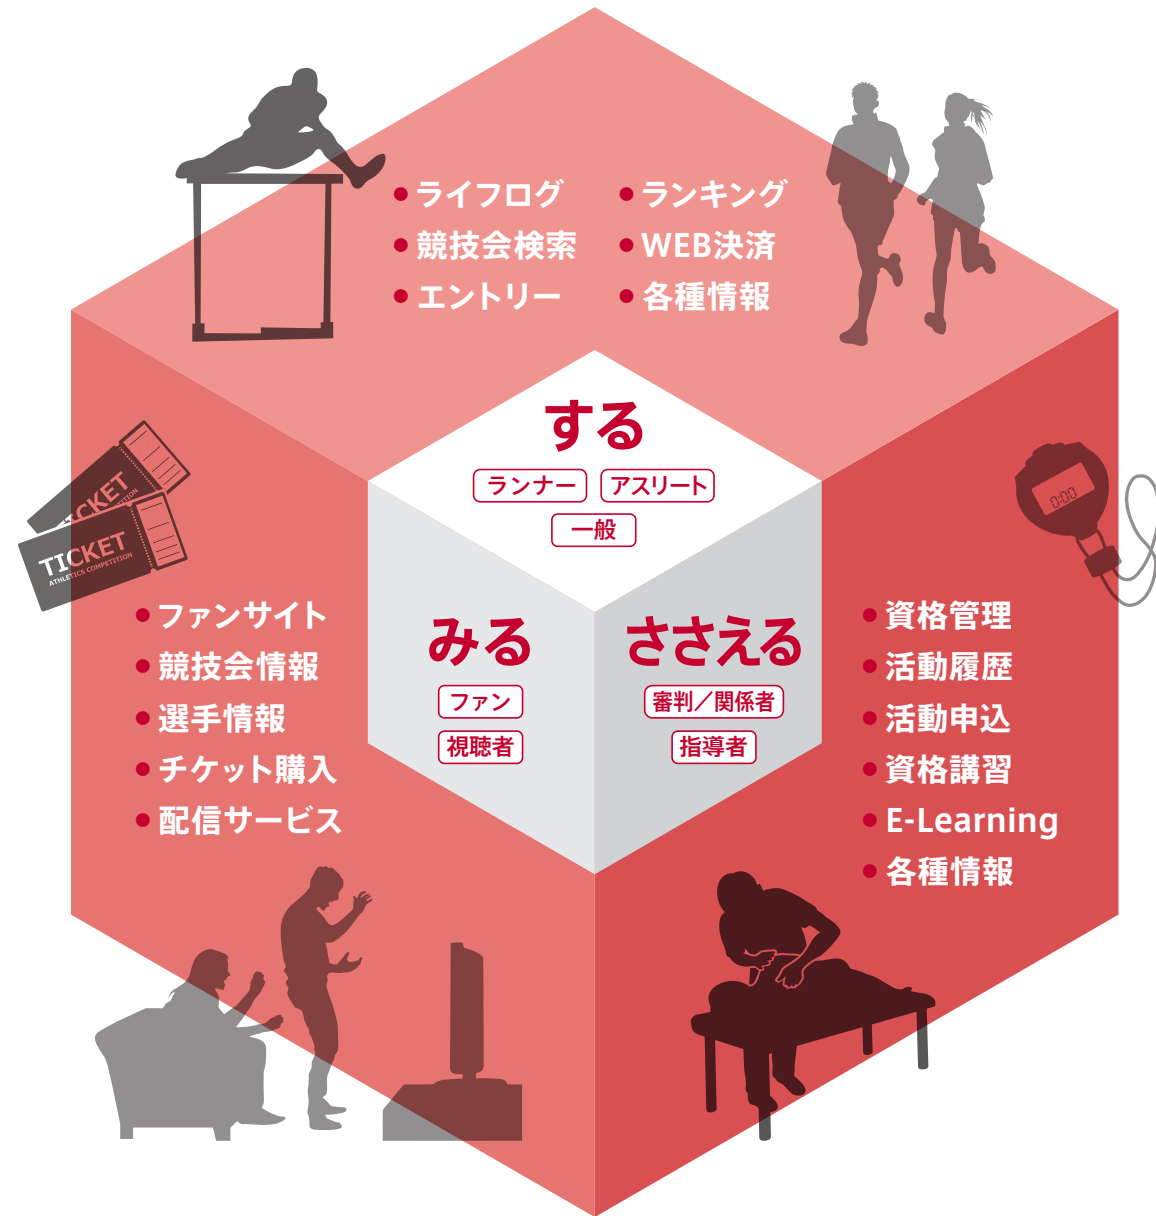 ライフログ
競技会検索
エントリー
ランキング
WEB決済
各種情報
する
ランナー
アスリート
一般
TICKET
ATHLETICS COMPETITION
ファンサイト
競技会情報
選手情報
チケット購入
配信サービス
みる
ファン
視聴者
ささえる
審判／関係者
指導者
0:00
資格管理
活動履歴
活動申込
資格講習
E-Learning
各種情報